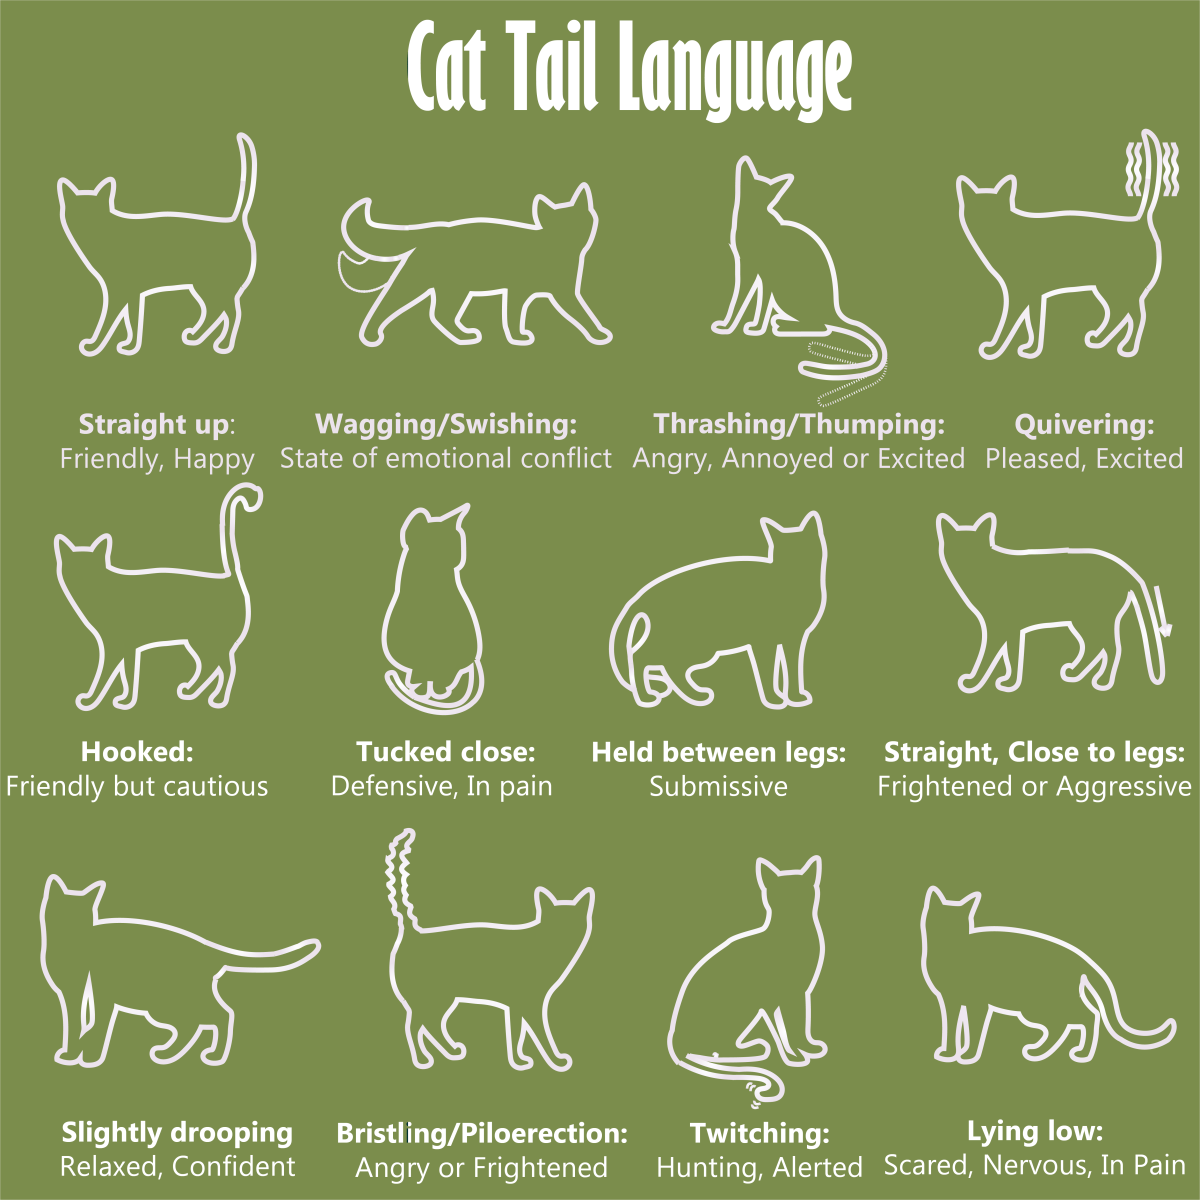 Cat Tail Language
Straight up:
Friendly, Happy
Wagging/Swishing:
State of emotional conflict
Thrashing/Thumping:
Angry, Annoyed or Excited
Quivering:
Pleased, Excited
Hooked:
Friendly but cautious
Tucked close:
Defensive, In pain
Held between legs:
Submissive
Straight, Close to legs:
Frightened or Aggressive
Slightly drooping
Relaxed, Confident
Bristling/Piloerection:
Angry or Frightened
Twitching:
Hunting, Alerted
Lying low:
Scared, Nervous, In Pain